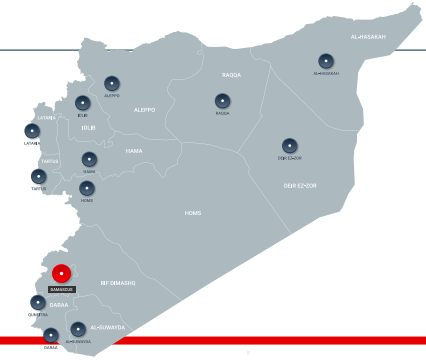 AL-HASAKAH
AL-HASAKAH
RAQQA
ALEPPO
RAQQA
ALEPPO
IDLIB
LATAKIA
IDLIB
LATAKIA
HAMA
DEIR EZ-ZOR
TARTUS
HAMA
DEIR EZ-ZOR
TARTUS
HOMS
HOMS
RIF DIMASHQ
DAMASCUS
DARAA
QUNEITRA
AL-SUWAYDA
AL-SUWAYDA
DARAA